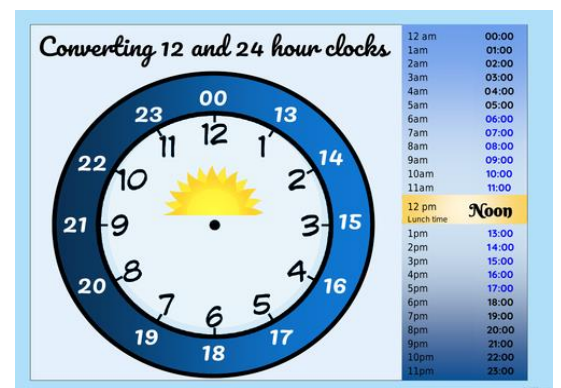 Converting 12 and 24 hour clocks
00
23 13
12
11 1
22 14
10 2
21 9 3 15
8 4
20 16
7 5
6
19 17
18
12 am 00:00
1am 01:00
2am 02:00
3am 03:00
4am 04:00
5am 05:00
6am 06:00
7am 07:00
8am 08:00
9am 09:00
10am 10:00
11am 11:00
12 pm Noon
Lunch time
1pm 13:00
2pm 14:00
3pm 15:00
4pm 16:00
5pm 17:00
6pm 18:00
7pm 19:00
8pm 20:00
9pm 21:00
10pm 22:00
11pm 23:00